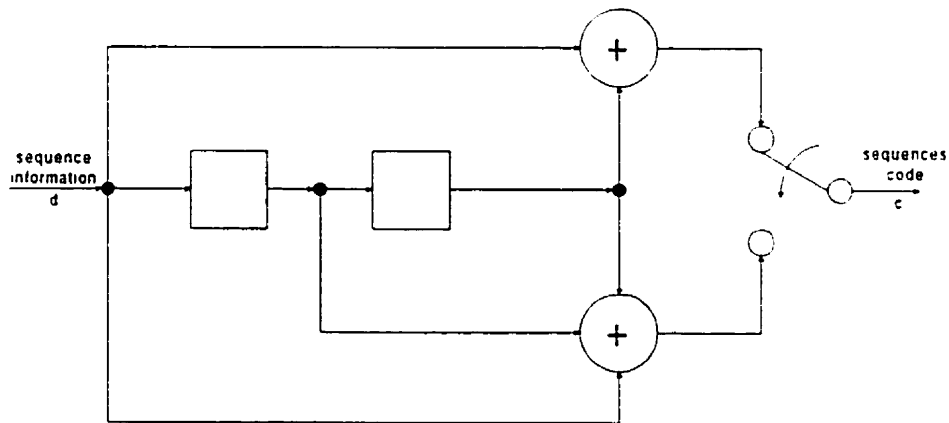 +
sequence
information
d
sequences
code
c
+